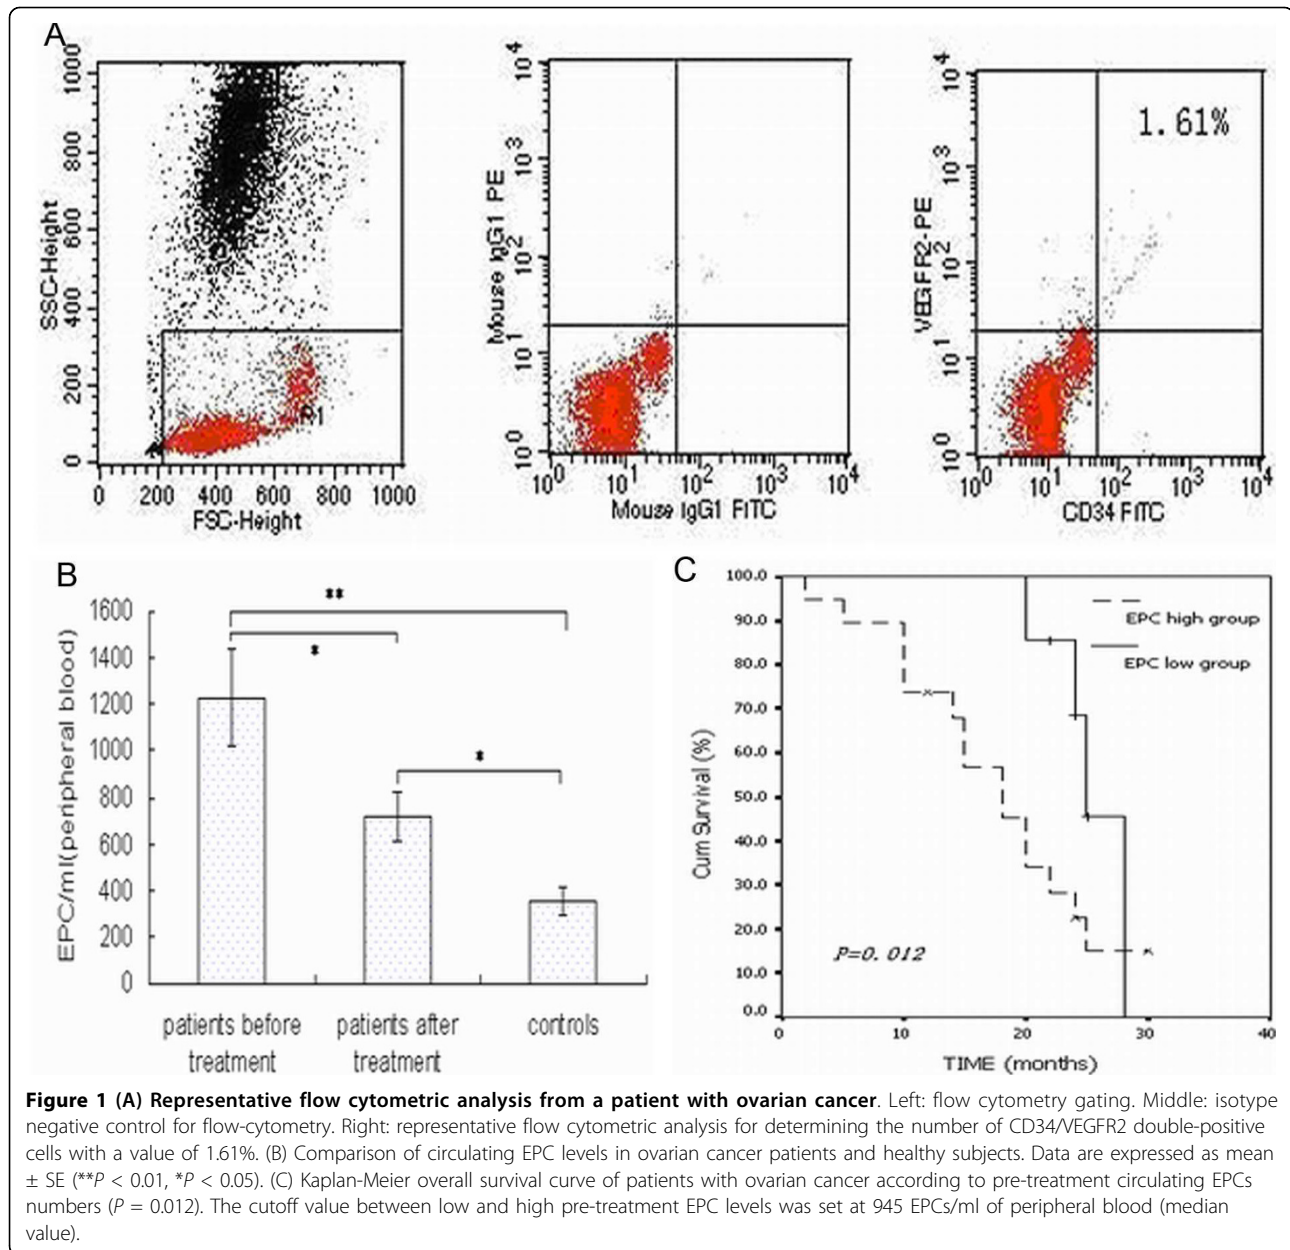 A
1000
800
600
400
200
0
SSC-Height
0 200 400 600 800 1000
FSC-Height
R1
10^4
10^3
10^2
10^1
10^0
Mouse IgG1 PE
10^0 10^1 10^2 10^3 10^4
Mouse IgG1 FITC
10^4
10^3
10^2
10^1
10^0
VEGFR2-PE
1.61%
10^0 10^1 10^2 10^3 10^4
CD34 FITC
B
1600
1400
1200
1000
800
600
400
200
0
EPC/ml(peripheral blood)
**
*
*
patients before
treatment
patients after
treatment
controls
C
100.0
90.0
80.0
70.0
60.0
50.0
40.0
30.0
20.0
10.0
0.0
Cum Survival (%)
EPC high group
EPC low group
P=0.012
0 10 20 30 40
TIME (months)
Figure 1 (A) Representative flow cytometric analysis from a patient with ovarian cancer. Left: flow cytometry gating. Middle: isotype
negative control for flow-cytometry. Right: representative flow cytometric analysis for determining the number of CD34/VEGFR2 double-positive
cells with a value of 1.61%. (B) Comparison of circulating EPC levels in ovarian cancer patients and healthy subjects. Data are expressed as mean
± SE (**P < 0.01, *P < 0.05). (C) Kaplan-Meier overall survival curve of patients with ovarian cancer according to pre-treatment circulating EPCs
numbers (P = 0.012). The cutoff value between low and high pre-treatment EPC levels was set at 945 EPCs/ml of peripheral blood (median
value).